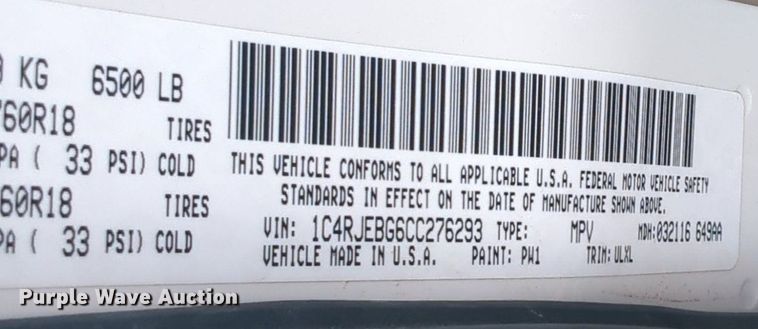 KG 6500 LB
60R18 TIRES
PA ( 33 PSI) COLD
60R18 TIRES
PA ( 33 PSI) COLD
THIS VEHICLE CONFORMS TO ALL APPLICABLE U.S.A. FEDERAL MOTOR VEHICLE SAFETY
STANDARDS IN EFFECT ON THE DATE OF MANUFACTURE SHOWN ABOVE.
VIN: 1C4RJEBG6CC276293 TYPE: MPV MDH:032116 649AA
VEHICLE MADE IN U.S.A. PAINT: PW1 TRIM: ULXL
Purple Wave Auction